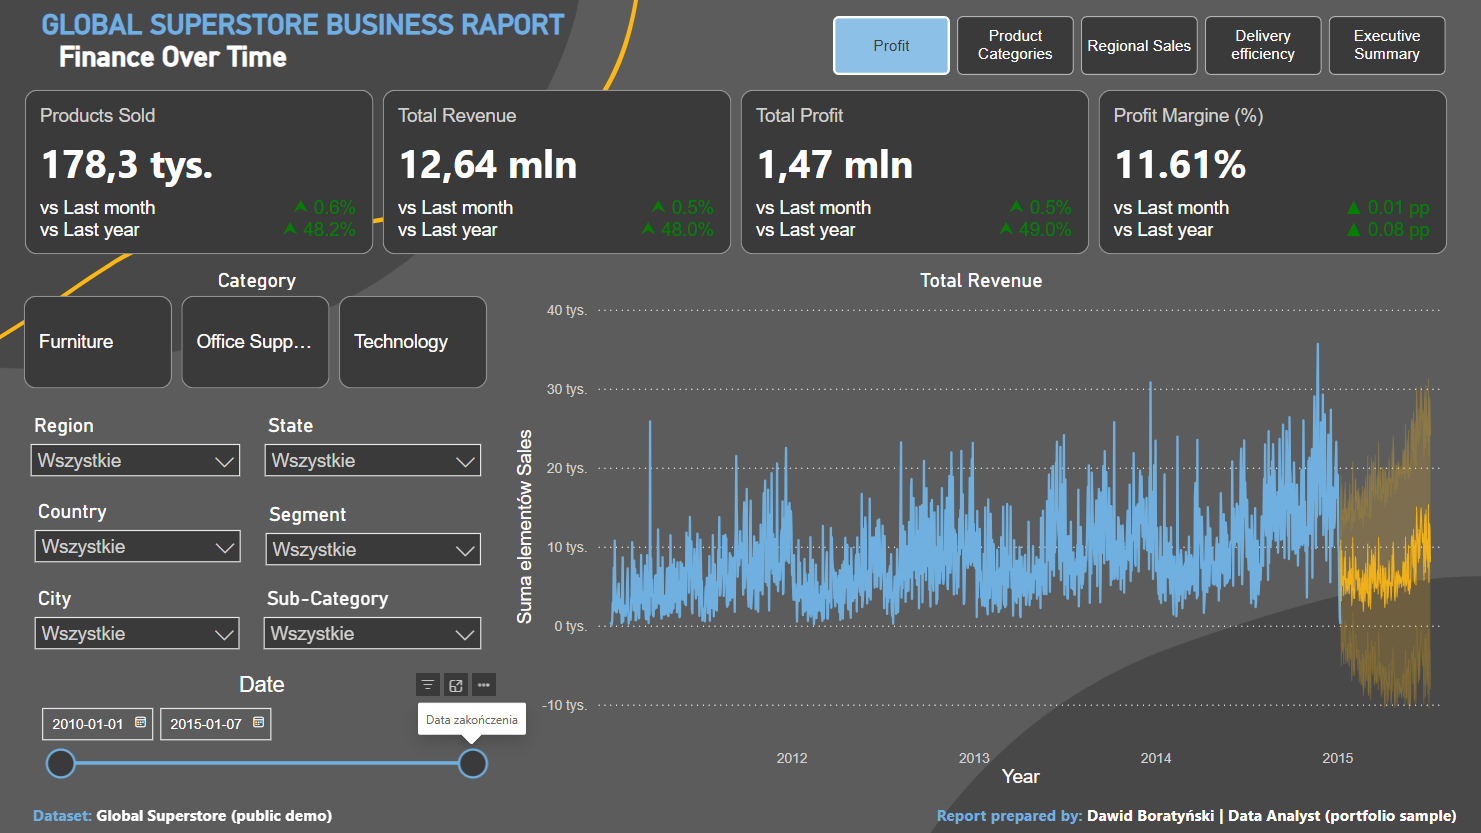 GLOBAL SUPERSTORE BUSINESS RAPORT
Finance Over Time
Profit
Product
Categories
Regional Sales
Delivery
efficiency
Executive
Summary
Products Sold
178,3 tys.
vs Last month 0.6%
vs Last year 48.2%
Total Revenue
12,64 mln
vs Last month 0.5%
vs Last year 48.0%
Total Profit
1,47 mln
vs Last month 0.5%
vs Last year 49.0%
Profit Margine (%)
11.61%
vs Last month ▲ 0.01 pp
vs Last year ▲ 0.08 pp
Category
Furniture
Office Supp...
Technology
Region
Wszystkie
State
Wszystkie
Country
Wszystkie
Segment
Wszystkie
City
Wszystkie
Sub-Category
Wszystkie
Date
2010-01-01
2015-01-07
Data zakończenia
Total Revenue
Suma elementów Sales
40 tys.
30 tys.
20 tys.
10 tys.
0 tys.
-10 tys.
2012
2013
2014
2015
Year
Dataset: Global Superstore (public demo)
Report prepared by: Dawid Boratyński | Data Analyst (portfolio sample)